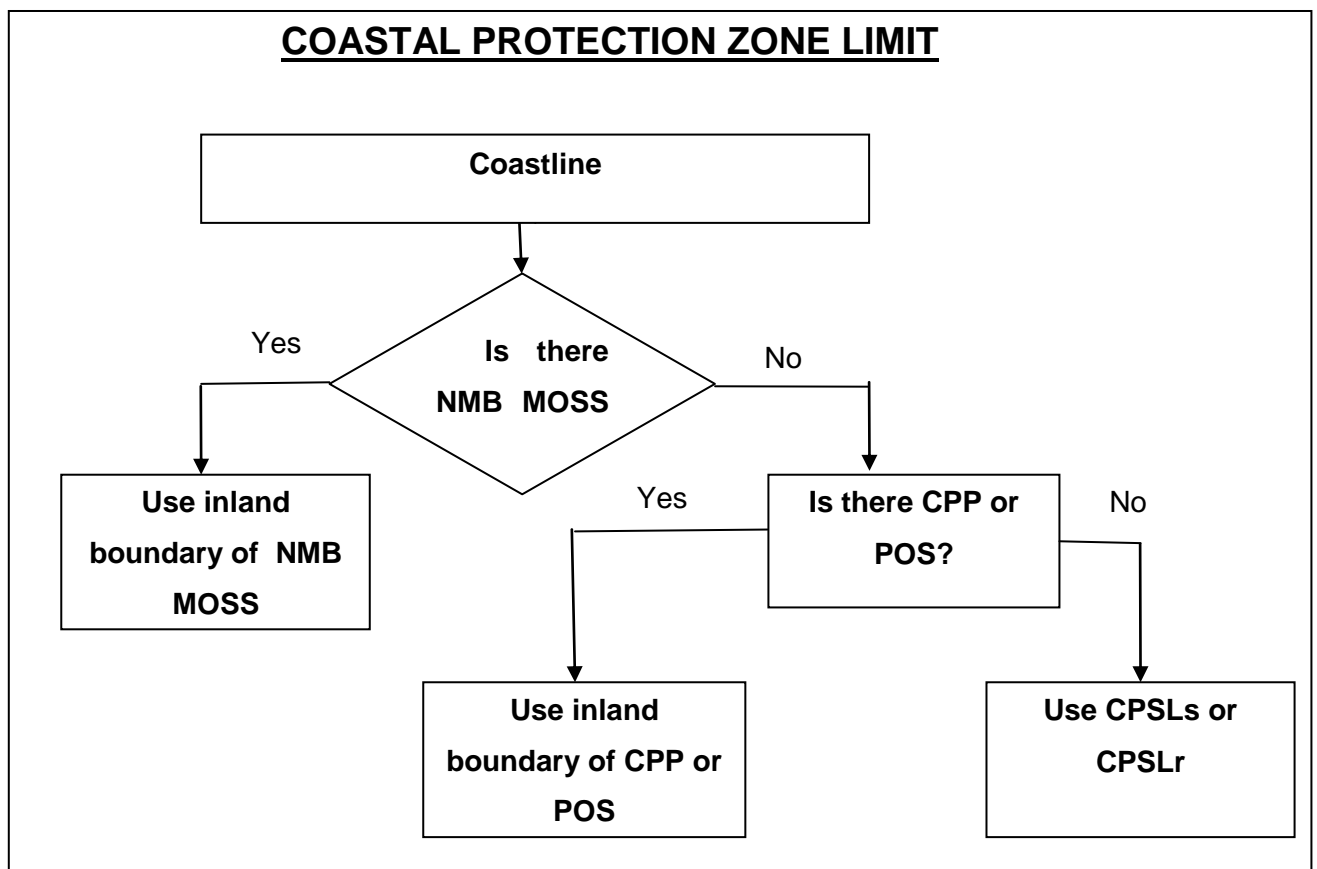 COASTAL PROTECTION ZONE LIMIT
Coastline
Yes
Is there
NMB MOSS
No
Use inland
boundary of NMB
MOSS
Yes
Is there CPP or
POS?
No
Use inland
boundary of CPP or
POS
Use CPSLs or
CPSLr